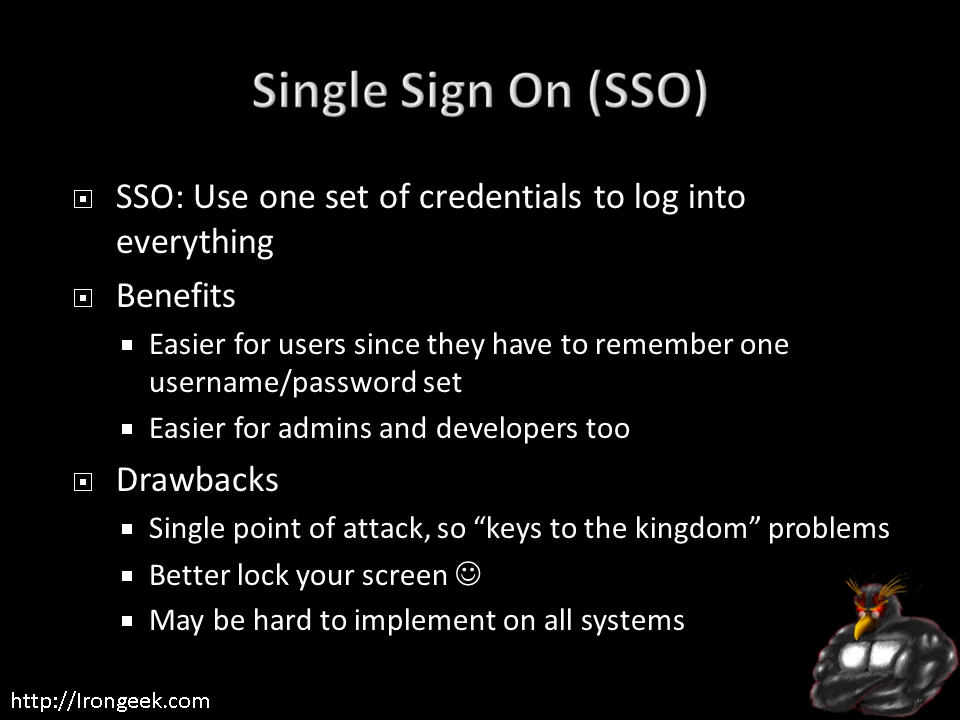 Single Sign On (SSO)
SSO: Use one set of credentials to log into
everything
Benefits
Easier for users since they have to remember one
username/password set
Easier for admins and developers too
Drawbacks
Single point of attack, so “keys to the kingdom” problems
Better lock your screen ☺
May be hard to implement on all systems
http://Irongeek.com